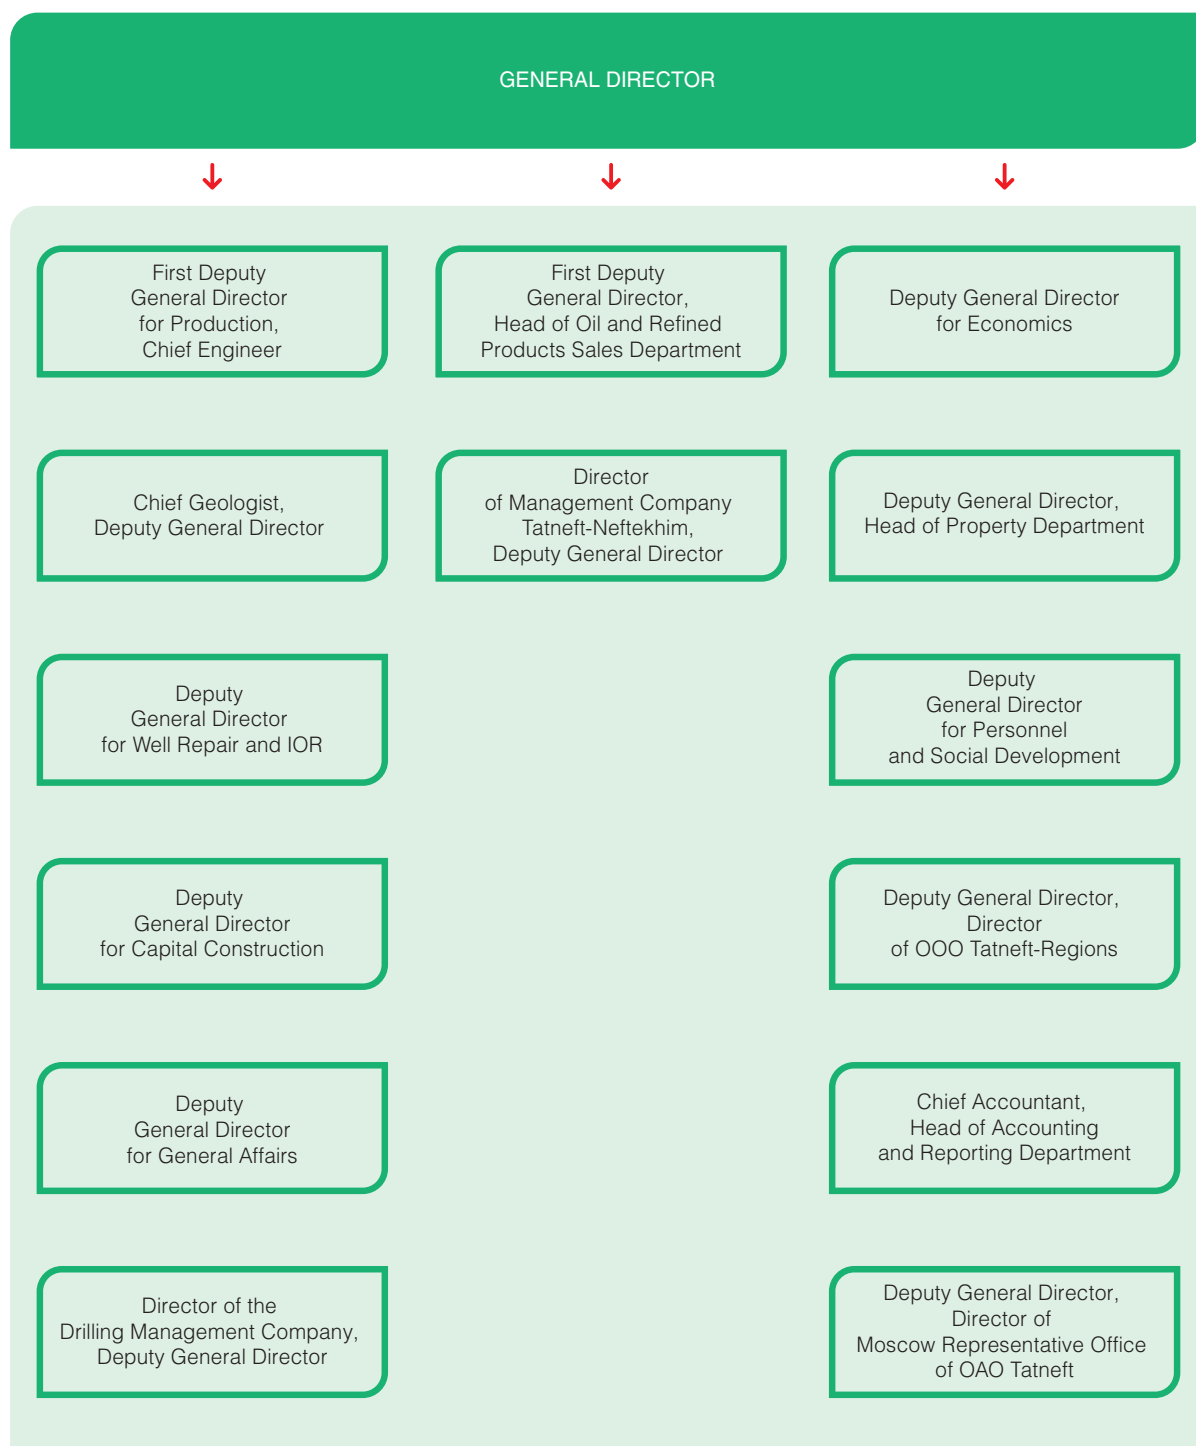 GENERAL DIRECTOR
First Deputy
General Director
for Production,
Chief Engineer
First Deputy
General Director,
Head of Oil and Refined
Products Sales Department
Deputy General Director
for Economics
Chief Geologist,
Deputy General Director
Director
of Management Company
Tatneft-Neftekhim,
Deputy General Director
Deputy General Director,
Head of Property Department
Deputy
General Director
for Well Repair and IOR
Deputy
General Director
for Personnel
and Social Development
Deputy
General Director
for Capital Construction
Deputy General Director,
Director
of OOO Tatneft-Regions
Deputy
General Director
for General Affairs
Chief Accountant,
Head of Accounting
and Reporting Department
Director of the
Drilling Management Company,
Deputy General Director
Deputy General Director,
Director of
Moscow Representative Office
of OAO Tatneft